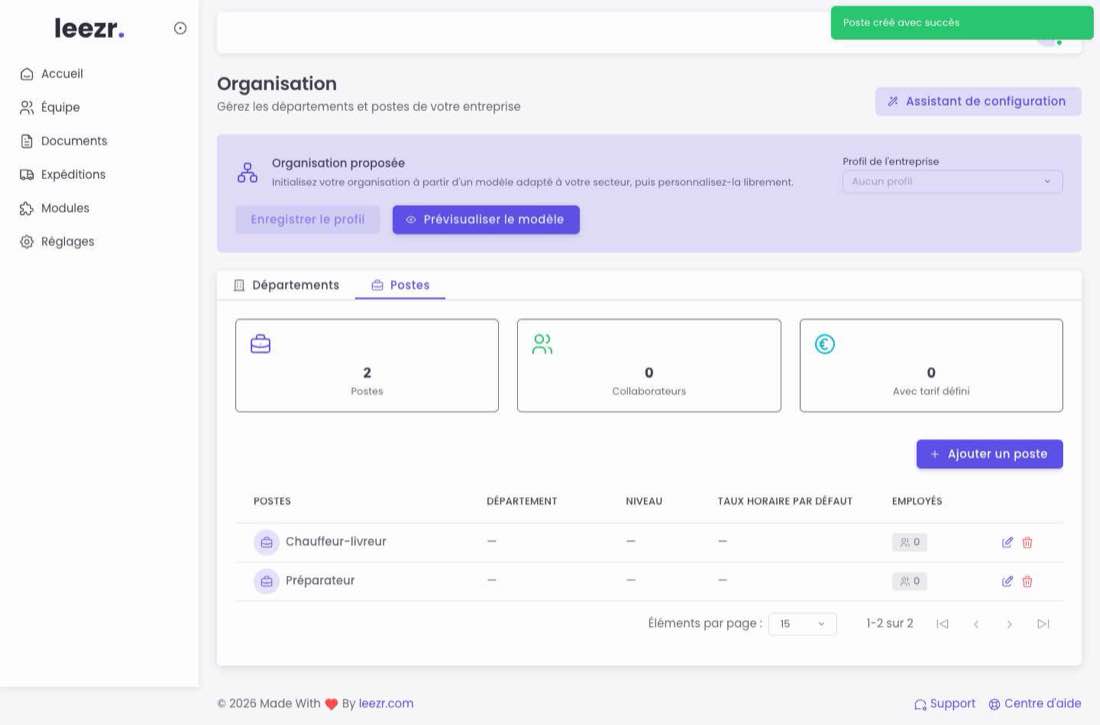 leezr.
Poste créé avec succès
Accueil
Équipe
Documents
Expéditions
Modules
Réglages
Organisation
Gérez les départements et postes de votre entreprise
Assistant de configuration
Organisation proposée
Initialisez votre organisation à partir d'un modèle adapté à votre secteur, puis personnalisez-la librement.
Profil de l'entreprise
Aucun profil
Enregistrer le profil
Prévisualiser le modèle
Départements
Postes
2
Postes
0
Collaborateurs
0
Avec tarif défini
+ Ajouter un poste
POSTES DÉPARTEMENT NIVEAU TAUX HORAIRE PAR DÉFAUT EMPLOYÉS
Chauffeur-livreur — — — 0
Préparateur — — — 0
Éléments par page : 15 1-2 sur 2
© 2026 Made With ❤ By leezr.com
Support
Centre d'aide